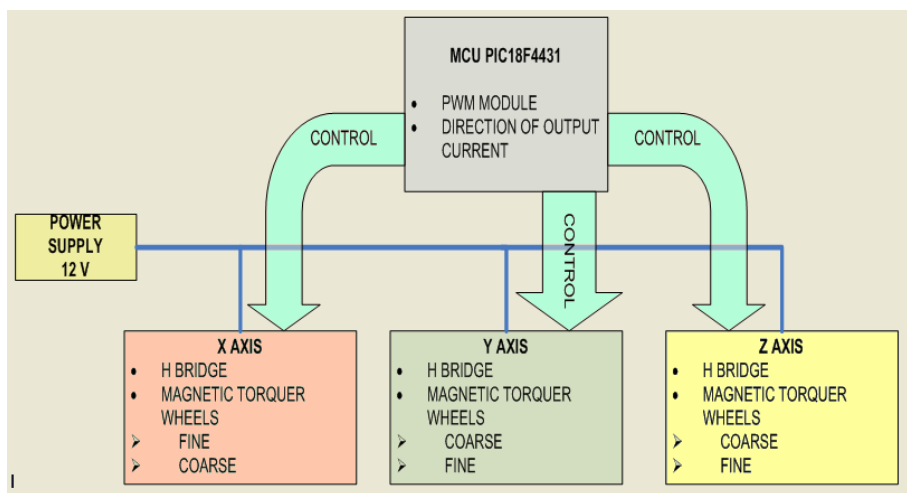 MCU PIC18F4431
• PWM MODULE
• DIRECTION OF OUTPUT
CURRENT
CONTROL
CONTROL
CONTROL
POWER
SUPPLY
12 V
X AXIS
• H BRIDGE
• MAGNETIC TORQUER
WHEELS
➢ FINE
➢ COARSE
Y AXIS
• H BRIDGE
• MAGNETIC TORQUER
WHEELS
➢ COARSE
➢ FINE
Z AXIS
• H BRIDGE
• MAGNETIC TORQUER
WHEELS
➢ COARSE
➢ FINE
I